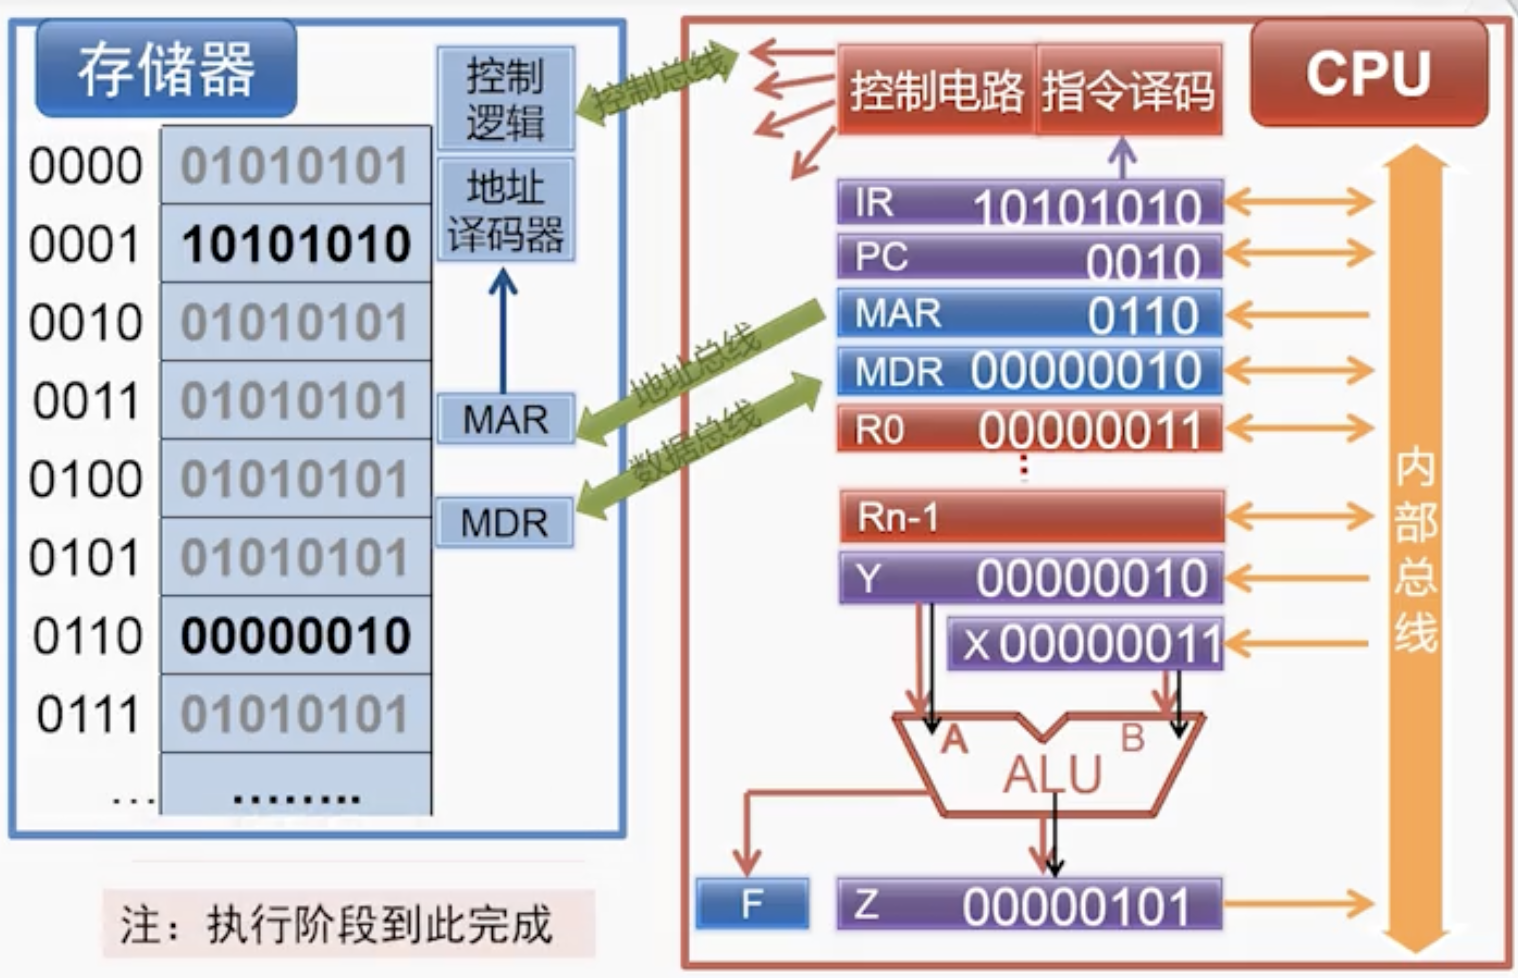 存储器
控制
逻辑
地址
译码器
MAR
MDR
0000 01010101
0001 10101010
0010 01010101
0011 01010101
0100 01010101
0101 01010101
0110 00000010
0111 01010101
... ........
注：执行阶段到此完成
控制总线
地址总线
数据总线
CPU
控制电路 指令译码
IR 10101010
PC 0010
MAR 0110
MDR 00000010
R0 00000011
⋮
Rn-1
Y 00000010
X 00000011
A B
ALU
F
Z 00000101
内部总线